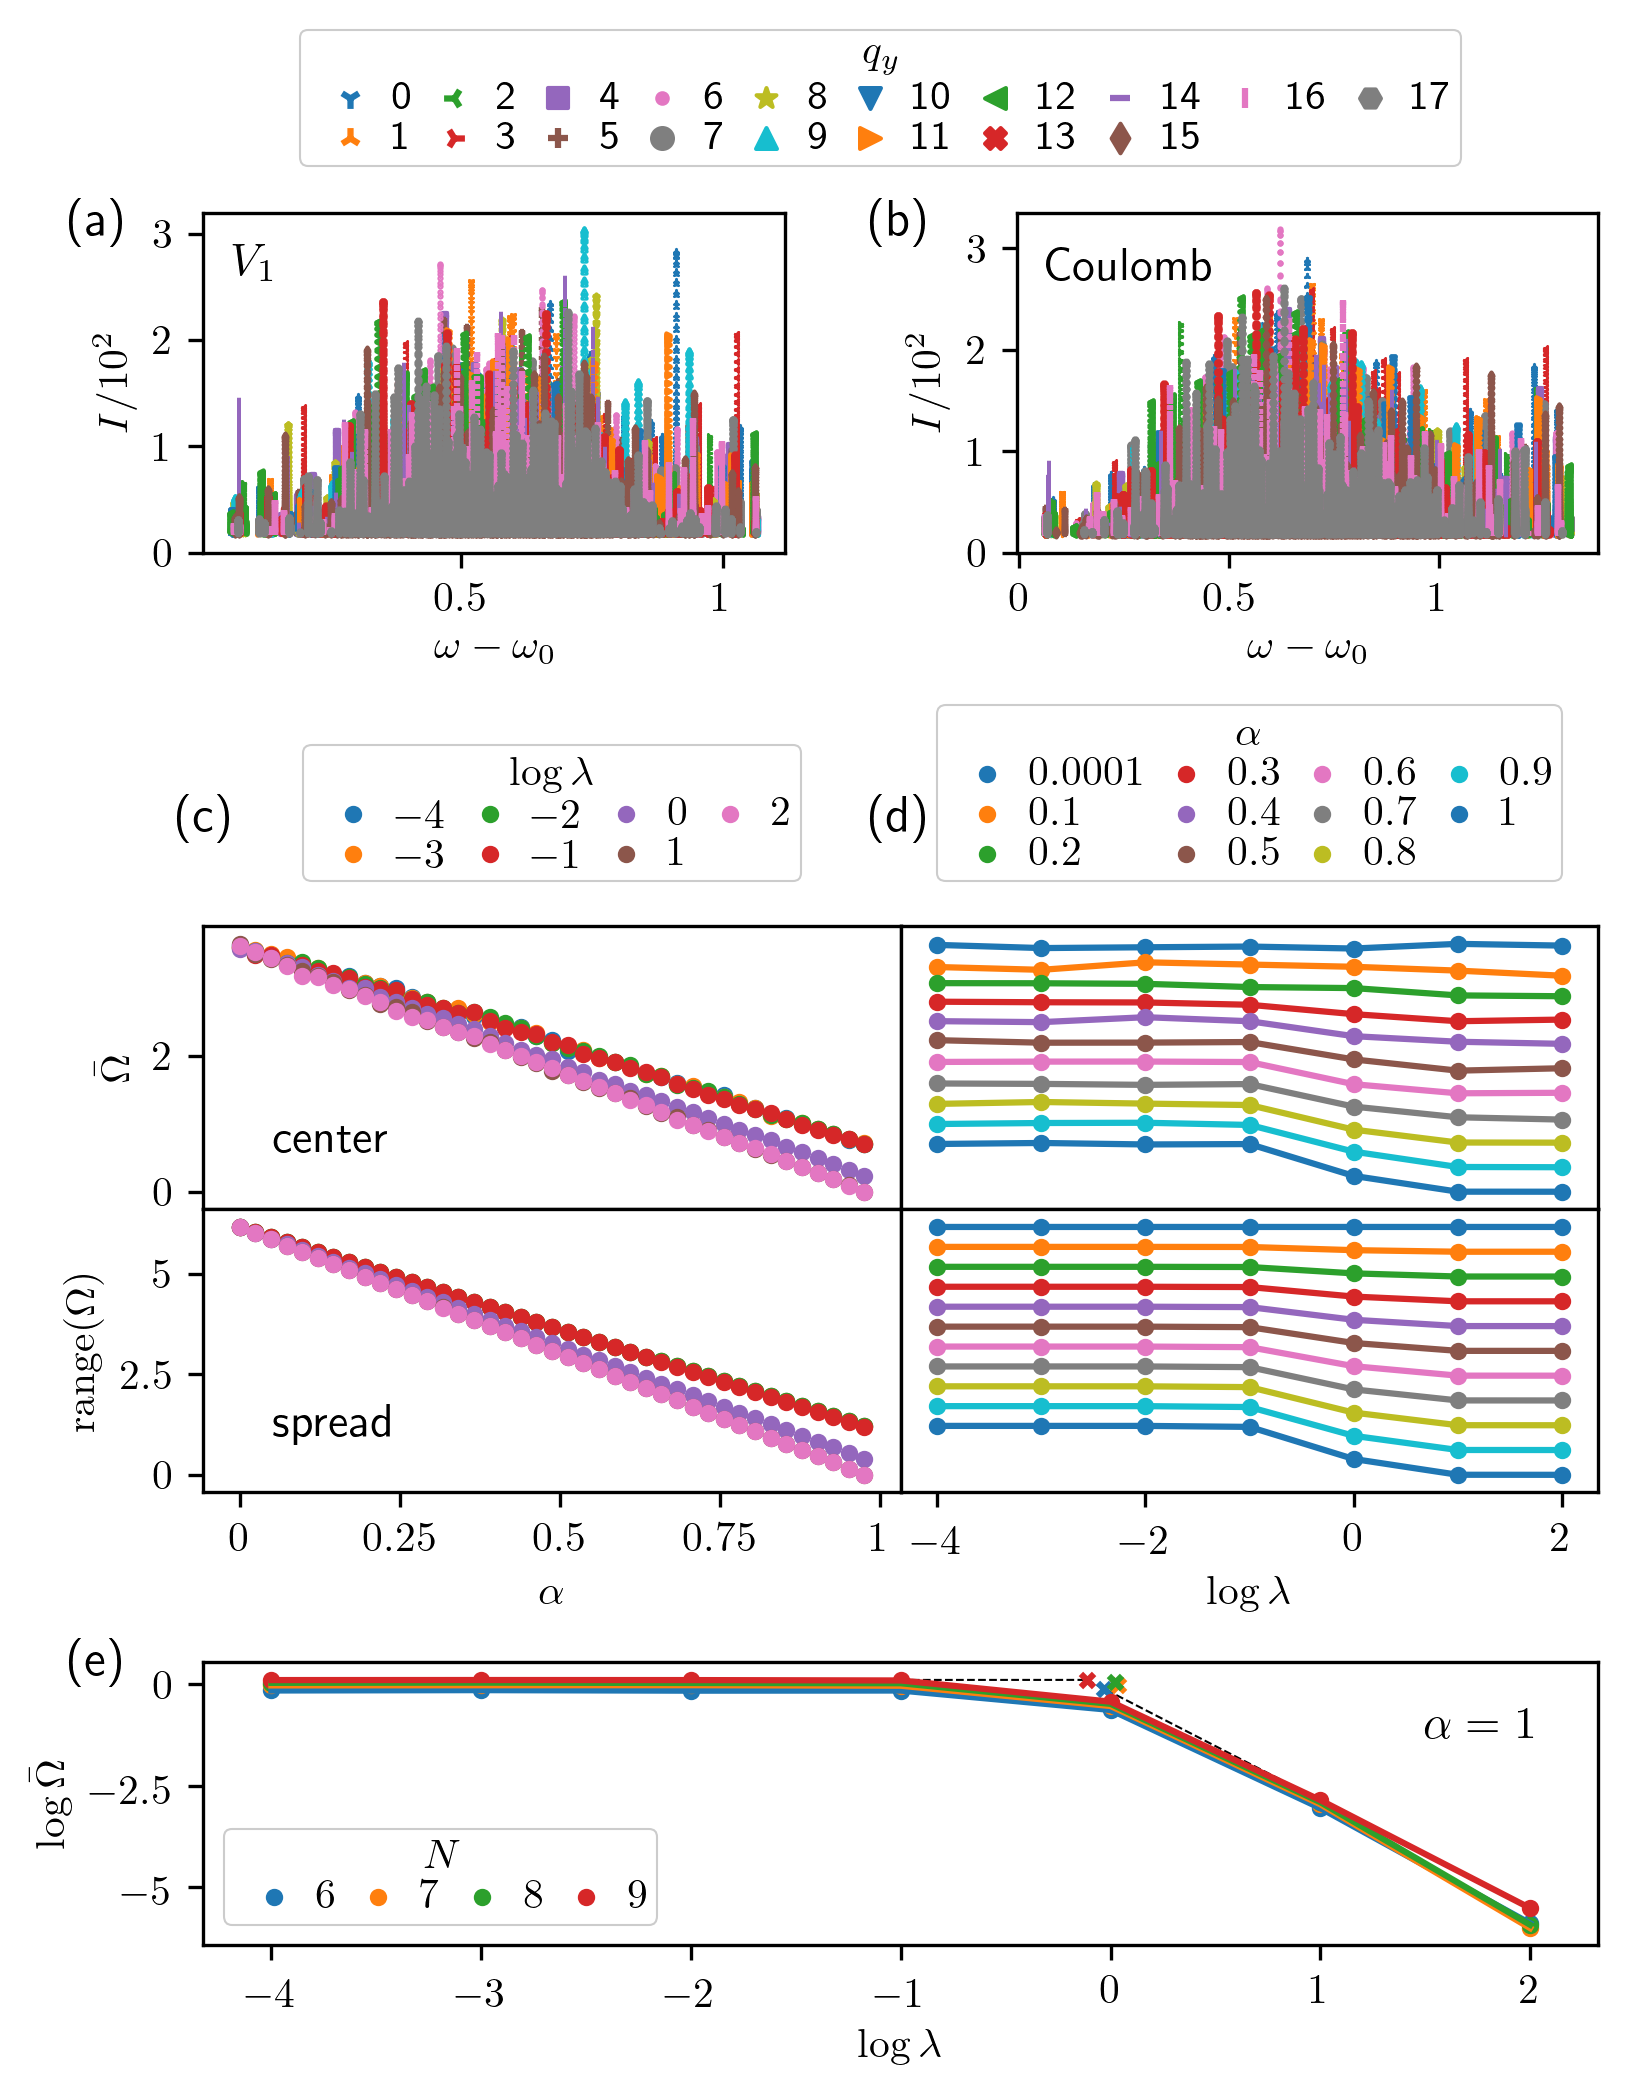 q_y
0 2 4 6 8 10 12 14 16 17
1 3 5 7 9 11 13 15
(a)
V_1
I/10^2
3
2
1
0
0.5 1
ω − ω_0
(b)
Coulomb
I/10^2
3
2
1
0
0 0.5 1
ω − ω_0
(c)
log λ
−4 −2 0 2
−3 −1 1
(d)
α
0.0001 0.3 0.6 0.9
0.1 0.4 0.7 1
0.2 0.5 0.8
Ω̄
2
0
center
range(Ω)
5
2.5
0
spread
0 0.25 0.5 0.75 1
α
−4 −2 0 2
log λ
(e)
log Ω̄
0
−2.5
−5
α = 1
N
6 7 8 9
−4 −3 −2 −1 0 1 2
log λ